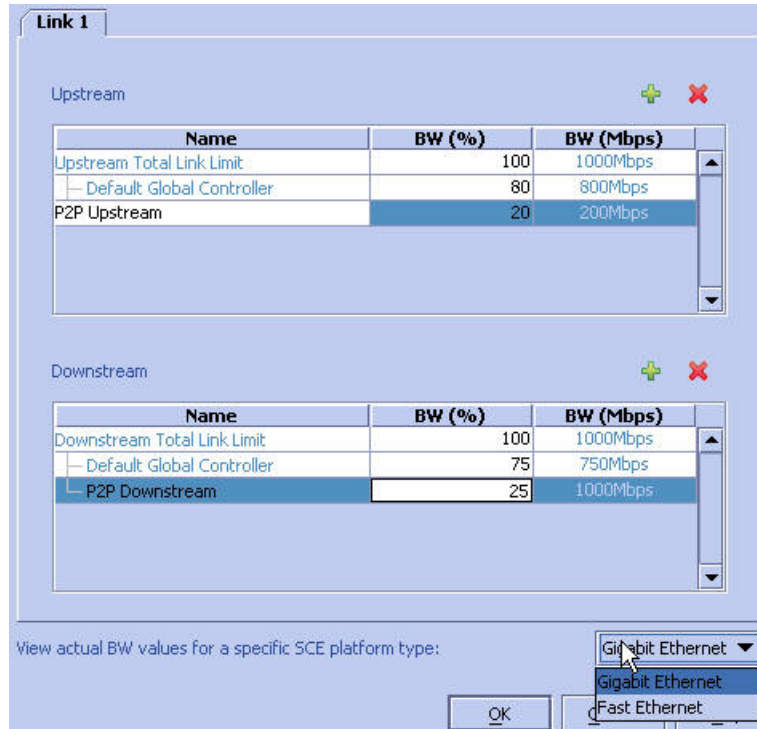 Link 1
Upstream
Name BW (%) BW (Mbps)
Upstream Total Link Limit 100 1000Mbps
Default Global Controller 80 800Mbps
P2P Upstream 20 200Mbps
Downstream
Name BW (%) BW (Mbps)
Downstream Total Link Limit 100 1000Mbps
Default Global Controller 75 750Mbps
P2P Downstream 25 1000Mbps
View actual BW values for a specific SCE platform type: Gigabit Ethernet
Gigabit Ethernet
Fast Ethernet
OK